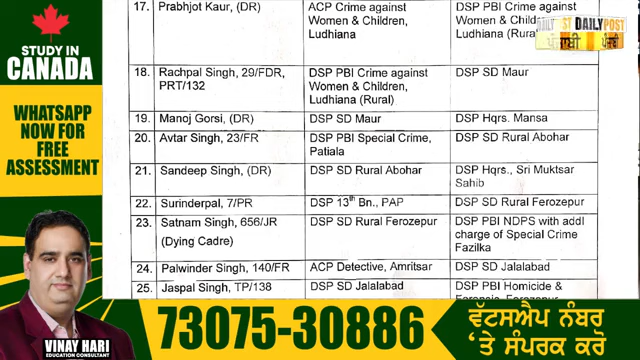 STUDY IN
CANADA
WHATSAPP
NOW FOR
FREE
ASSESSMENT
VINAY HARI
EDUCATION CONSULTANT
DAILY POST
ਪੰਜਾਬੀ
17. Prabhjot Kaur, (DR) ACP Crime against DSP PBI Crime against
Women & Children, Women & Children,
Ludhiana Ludhiana (Rural)
18. Rachpal Singh, 29/FDR, DSP PBI Crime against DSP SD Maur
PRT/132 Women & Children,
Ludhiana (Rural)
19. Manoj Gorsi, (DR) DSP SD Maur DSP Hqrs. Mansa
20. Avtar Singh, 23/FR DSP PBI Special Crime, DSP SD Rural Abohar
Patiala
21. Sandeep Singh, (DR) DSP SD Rural Abohar DSP Hqrs., Sri Muktsar
Sahib
22. Surinderpal, 7/PR DSP 13th Bn., PAP DSP SD Rural Ferozepur
23. Satnam Singh, 656/JR DSP SD Rural Ferozepur DSP PBI NDPS with addl
(Dying Cadre) charge of Special Crime
Fazilka
24. Palwinder Singh, 140/FR ACP Detective, Amritsar DSP SD Jalalabad
25. Jaspal Singh, TP/138 DSP SD Jalalabad DSP PBI Homicide &
73075-30886
ਵੱਟਸਐਪ ਨੰਬਰ
'ਤੇ ਸੰਪਰਕ ਕਰੋ